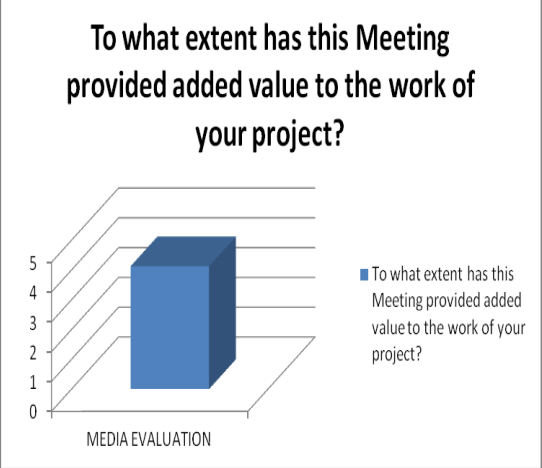 To what extent has this Meeting
provided added value to the work of
your project?
5
4
3
2
1
0
MEDIA EVALUATION
To what extent has this
Meeting provided added
value to the work of your
project?